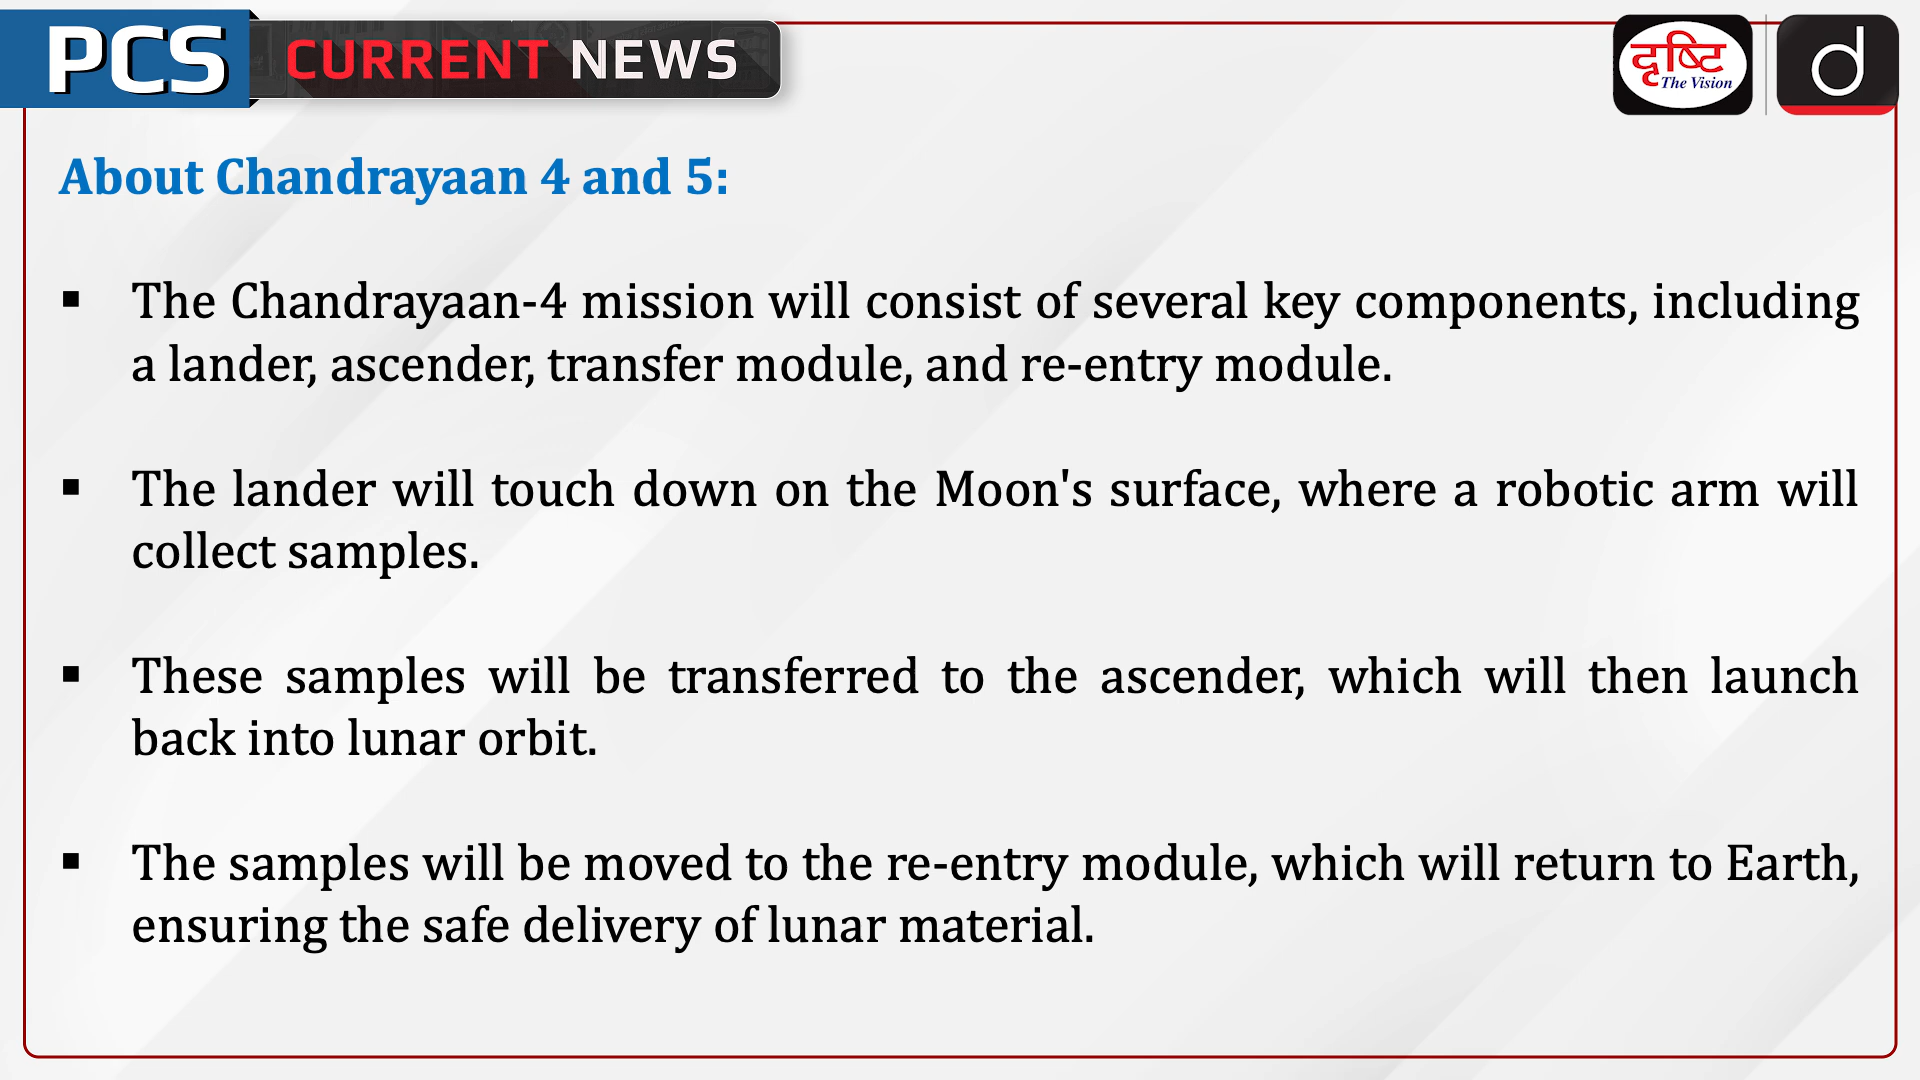 PCS CURRENT NEWS
दृष्टि
The Vision
d
About Chandrayaan 4 and 5:
▪ The Chandrayaan-4 mission will consist of several key components, including
a lander, ascender, transfer module, and re-entry module.
▪ The lander will touch down on the Moon's surface, where a robotic arm will
collect samples.
▪ These samples will be transferred to the ascender, which will then launch
back into lunar orbit.
▪ The samples will be moved to the re-entry module, which will return to Earth,
ensuring the safe delivery of lunar material.